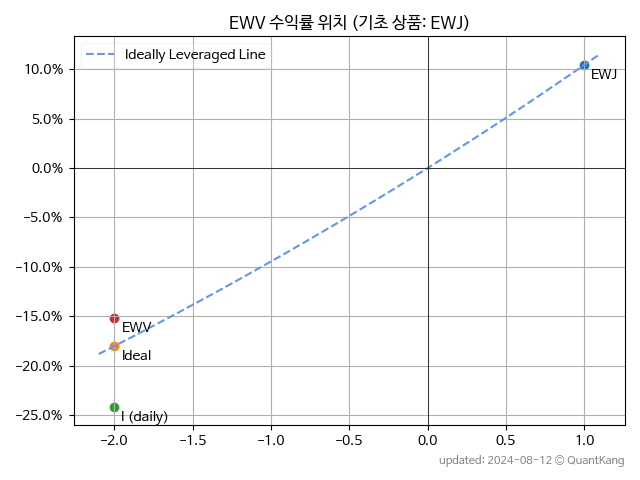 EWV 수익률 위치 (기초 상품: EWJ)
Ideally Leveraged Line
10.0%
5.0%
0.0%
−5.0%
−10.0%
−15.0%
−20.0%
−25.0%
EWJ
EWV
Ideal
I (daily)
−2.0 −1.5 −1.0 −0.5 0.0 0.5 1.0
updated: 2024-08-12 © QuantKang